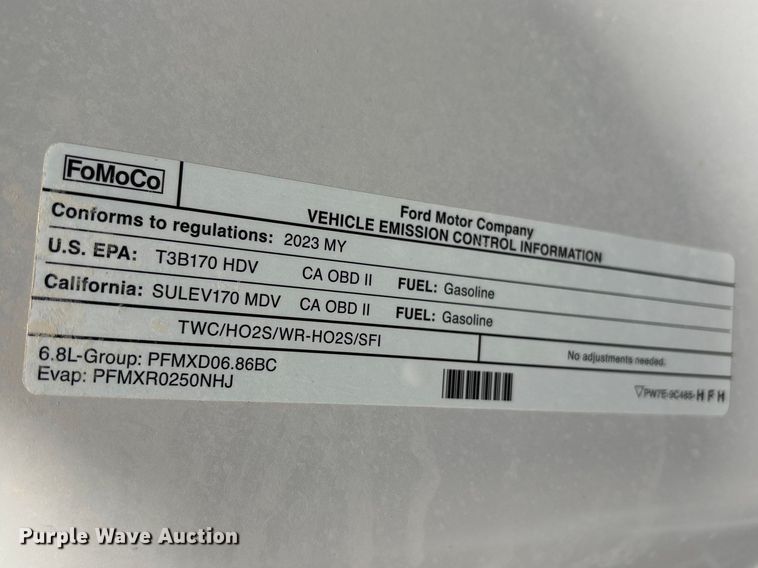 FoMoCo
Ford Motor Company
VEHICLE EMISSION CONTROL INFORMATION
Conforms to regulations: 2023 MY
U.S. EPA: T3B170 HDV CA OBD II FUEL: Gasoline
California: SULEV170 MDV CA OBD II FUEL: Gasoline
TWC/HO2S/WR-HO2S/SFI
No adjustments needed.
6.8L-Group: PFMXD06.86BC
Evap: PFMXR0250NHJ
PW7E-9C485-HFH
Purple Wave Auction